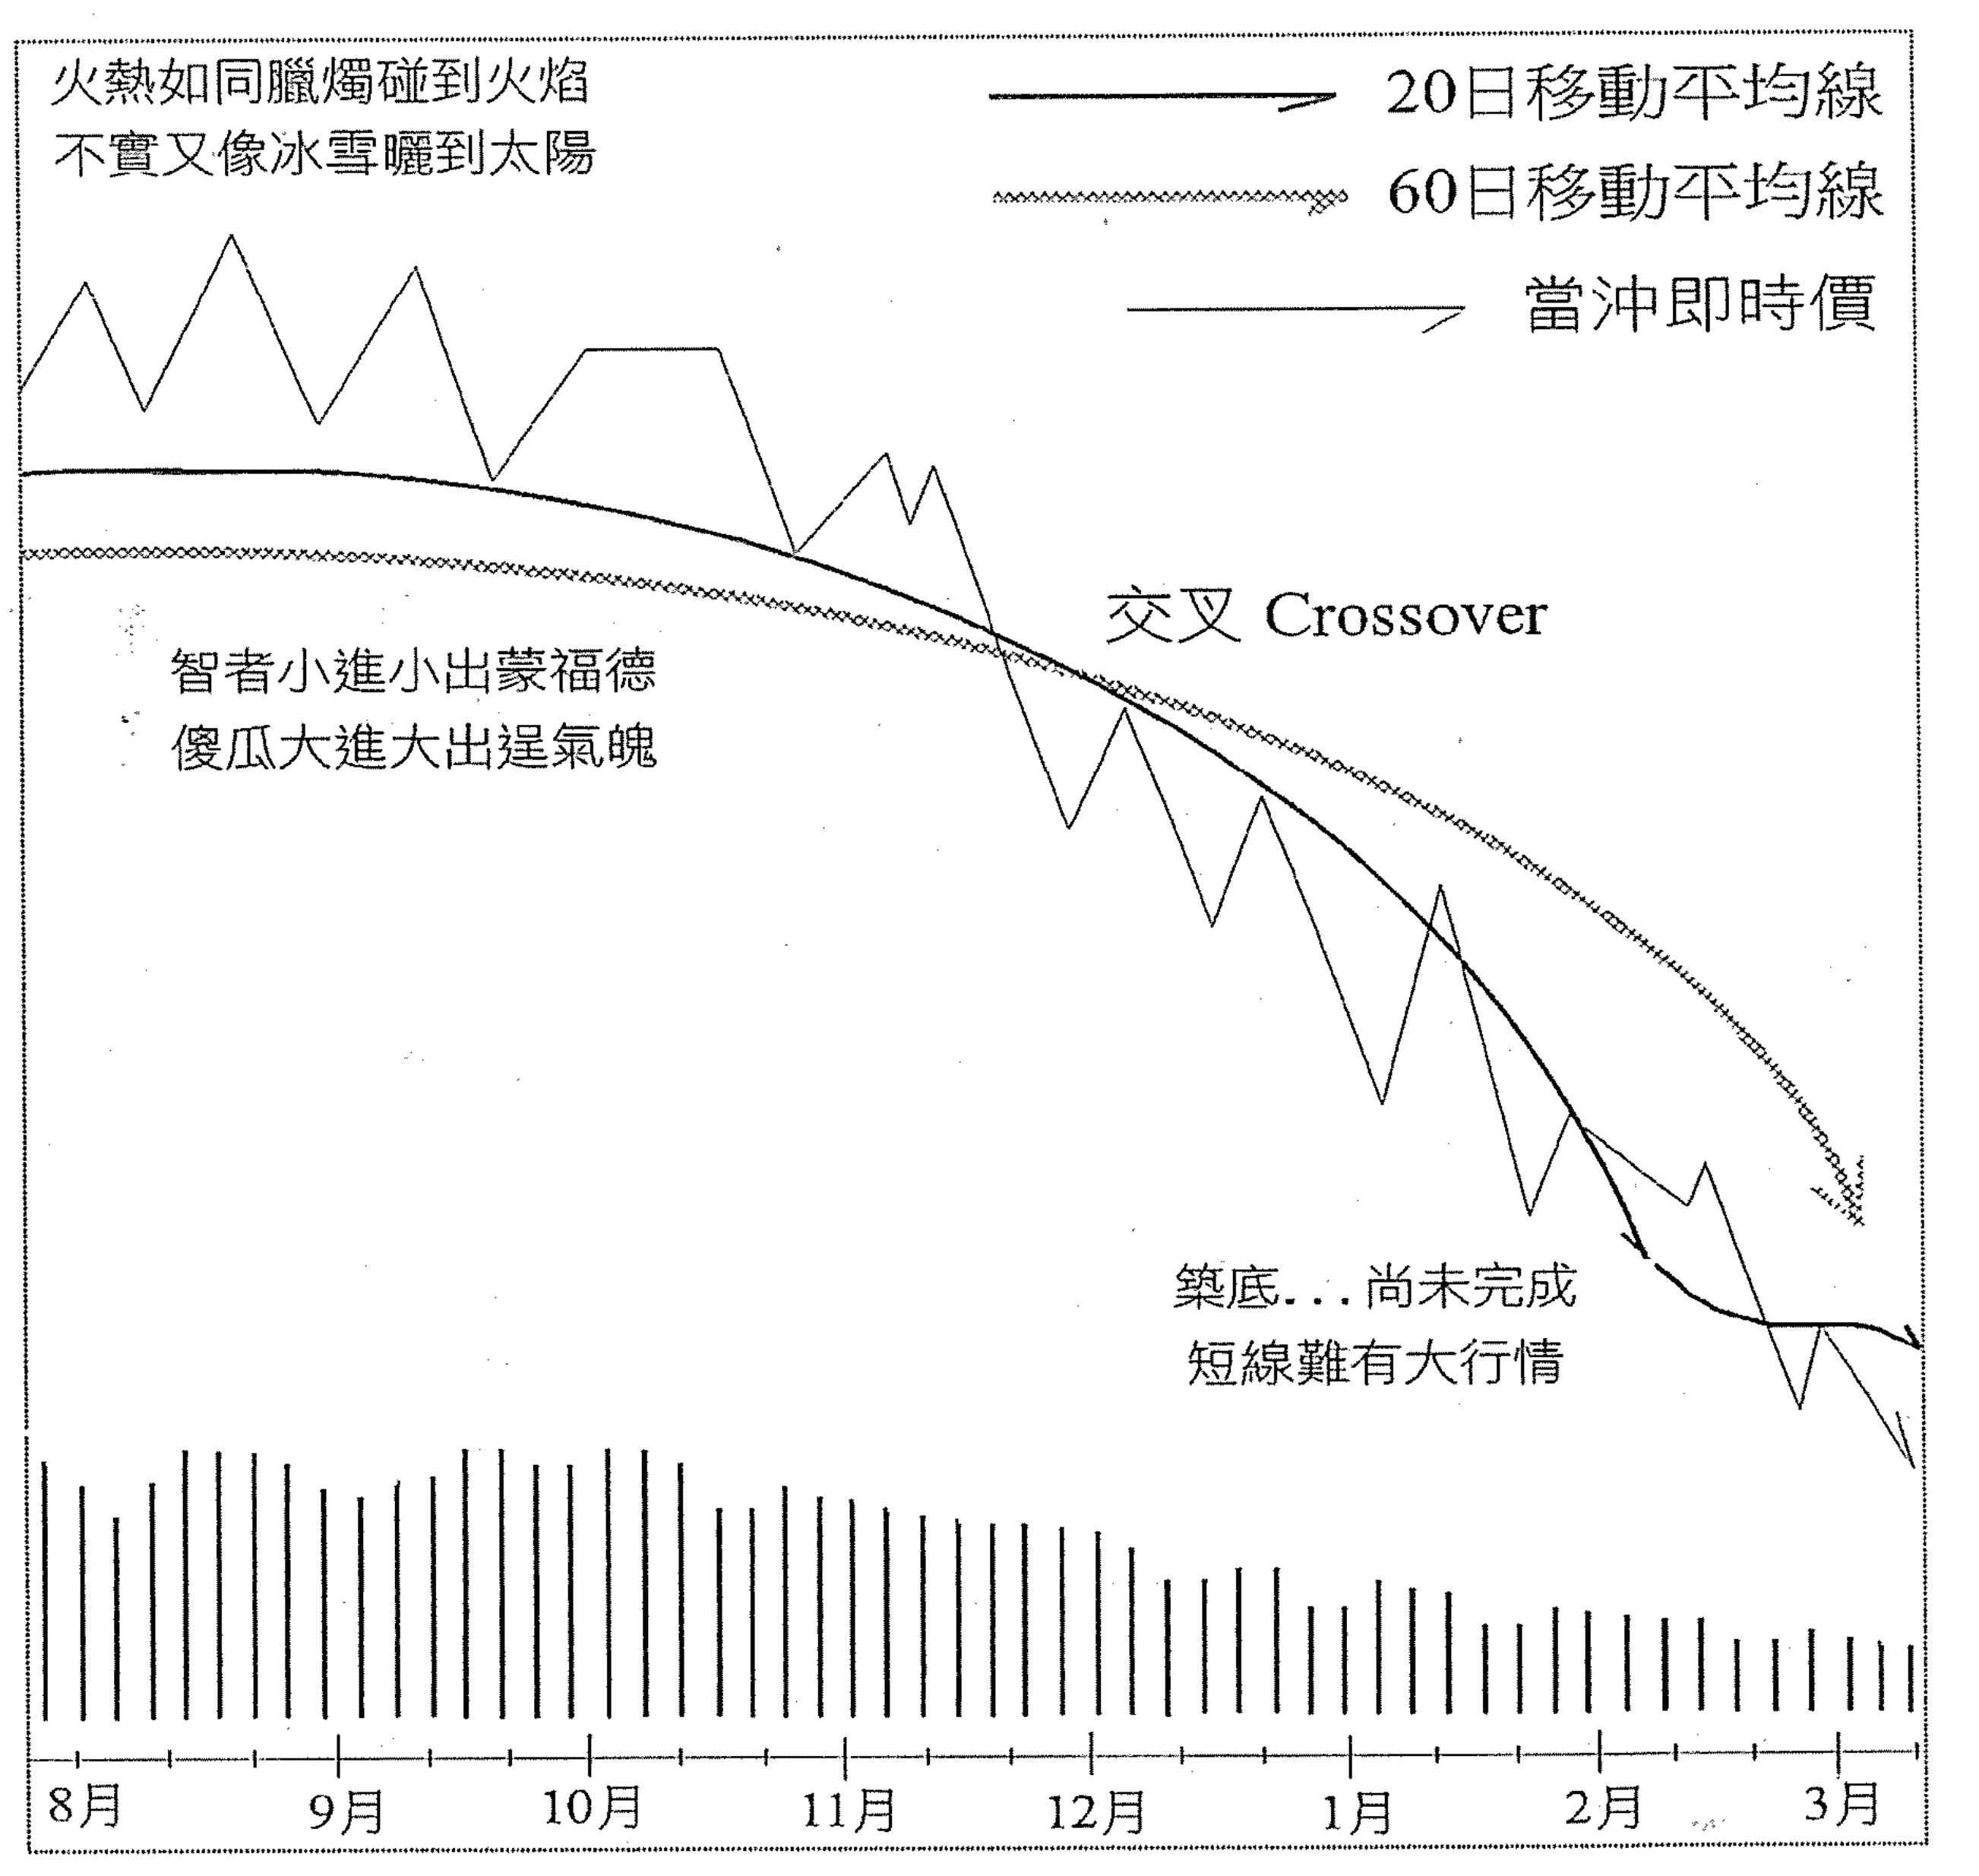 火熱如同臘燭碰到火焰
不實又像冰雪曬到太陽
20日移動平均線
60日移動平均線
當沖即時價
交叉 Crossover
智者小進小出蒙福德
傻瓜大進大出逞氣魄
築底...尚未完成
短線難有大行情
8月 9月 10月 11月 12月 1月 2月 3月